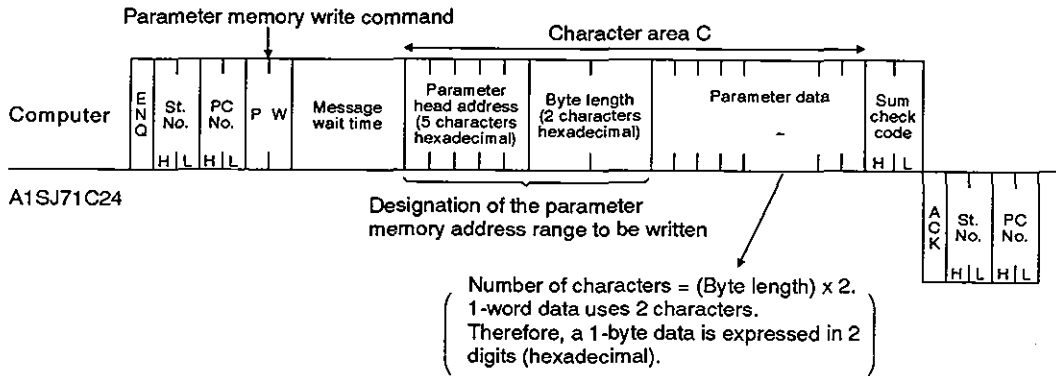 Parameter memory write command
Character area C
Computer
ENQ
St. No.
H L
PC No.
H L
P W
Message wait time
Parameter head address (5 characters hexadecimal)
Byte length (2 characters hexadecimal)
Parameter data
Sum check code
H L
A1SJ71C24
Designation of the parameter
memory address range to be written
ACK
St. No.
H L
PC No.
H L
Number of characters = (Byte length) x 2.
1-word data uses 2 characters.
Therefore, a 1-byte data is expressed in 2
digits (hexadecimal).